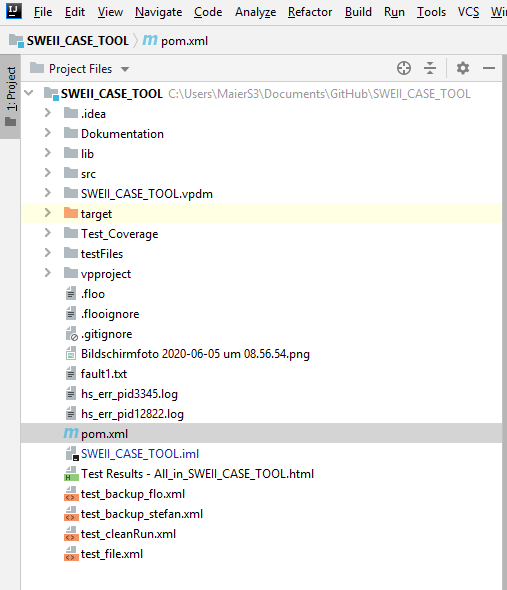 IJ File Edit View Navigate Code Analyze Refactor Build Run Tools VCS Win
SWEII_CASE_TOOL pom.xml
1: Project
Project Files
SWEII_CASE_TOOL C:\Users\MaierS3\Documents\GitHub\SWEII_CASE_TOOL
.idea
Dokumentation
lib
src
SWEII_CASE_TOOL.vpdm
target
Test_Coverage
testFiles
vpproject
.floo
.flooignore
.gitignore
Bildschirmfoto 2020-06-05 um 08.56.54.png
fault1.txt
hs_err_pid3345.log
hs_err_pid12822.log
pom.xml
SWEII_CASE_TOOL.iml
Test Results - All_in_SWEII_CASE_TOOL.html
test_backup_flo.xml
test_backup_stefan.xml
test_cleanRun.xml
test_file.xml